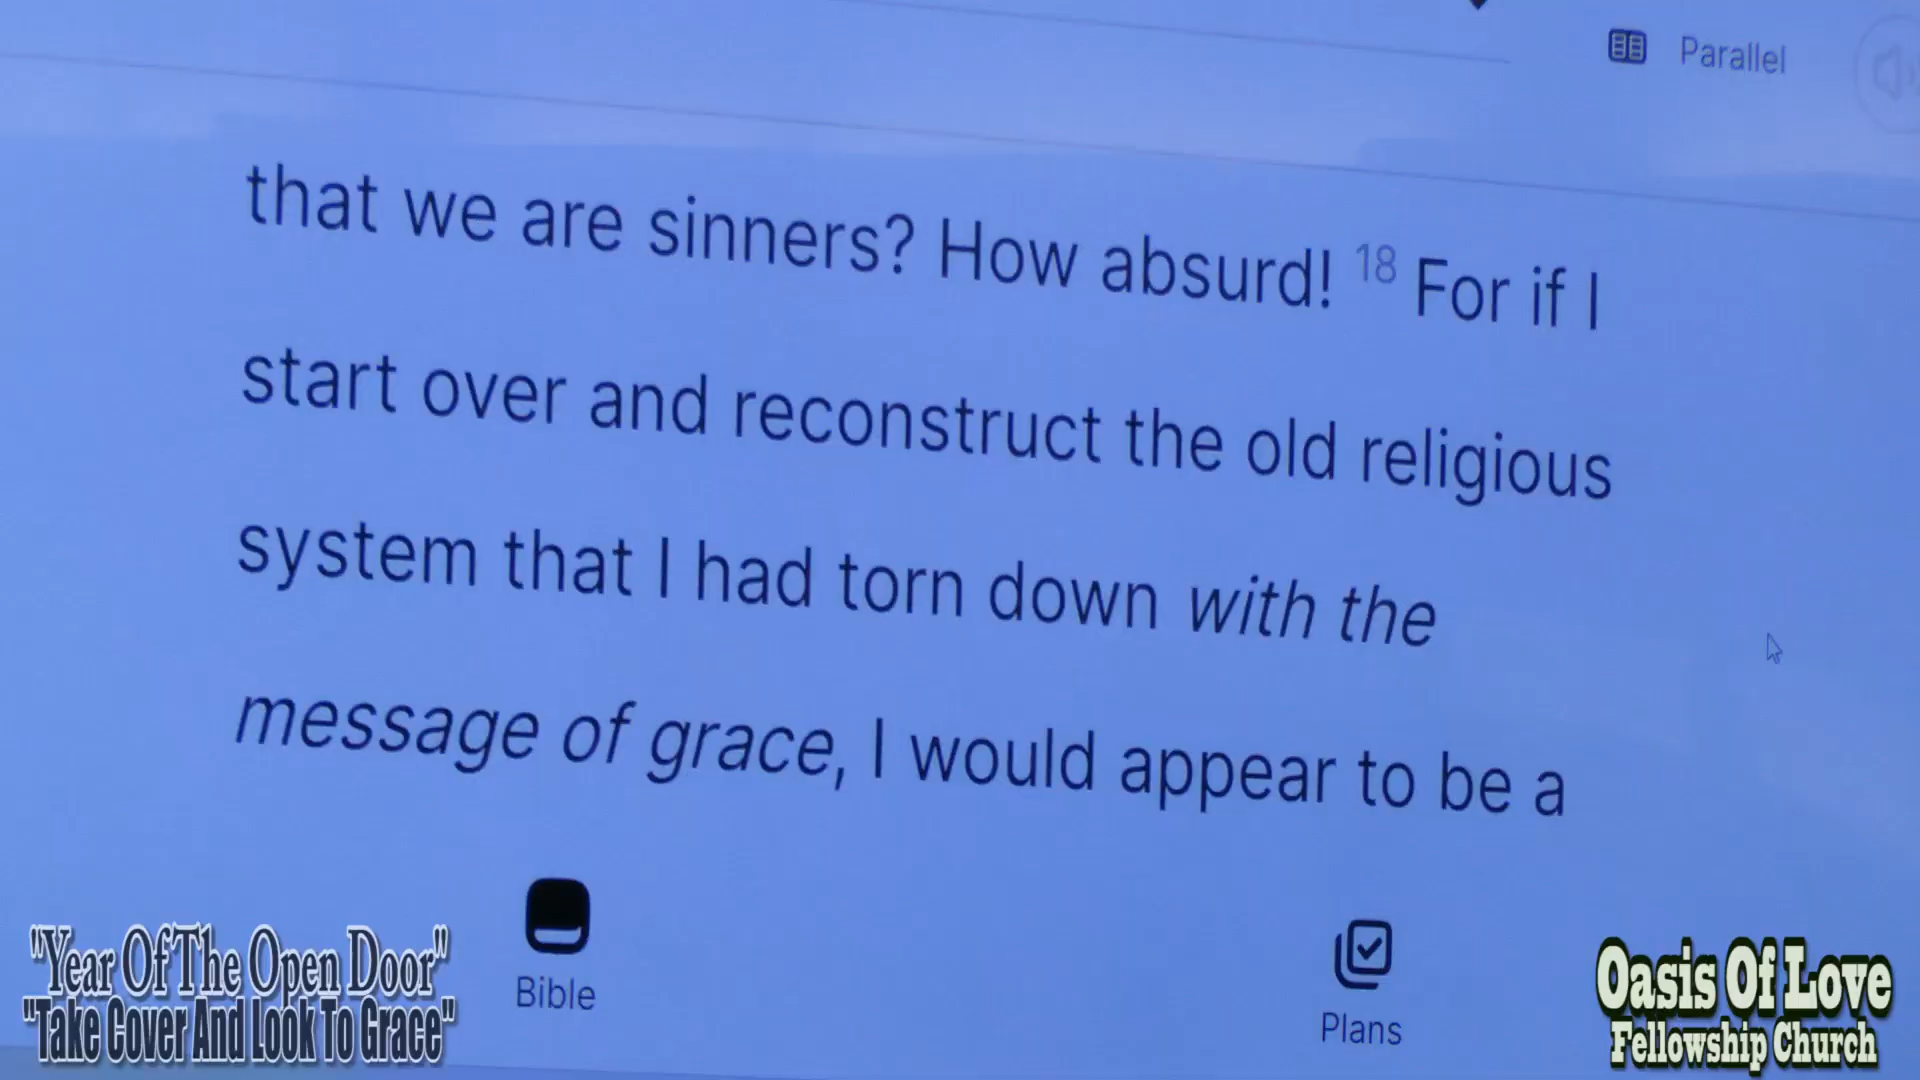 Parallel
that we are sinners? How absurd! 18 For if I
start over and reconstruct the old religious
system that I had torn down with the
message of grace, I would appear to be a
Bible
Plans
"Year Of The Open Door"
"Take Cover And Look To Grace"
Oasis Of Love
Fellowship Church